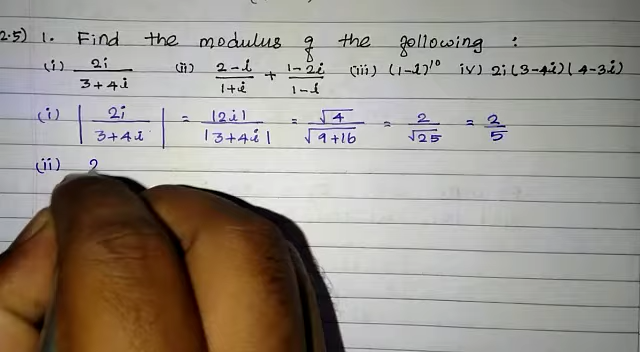 2.5) 1. Find the modulus of the following :
(i) 2i / 3+4i (ii) 2-i / 1+i + 1-2i / 1-i (iii) (1-i)¹⁰ iv) 2i(3-4i)(4-3i)
(i) | 2i / 3+4i | = |2i| / |3+4i| = √4 / √9+16 = 2 / √25 = 2 / 5
(ii) 2